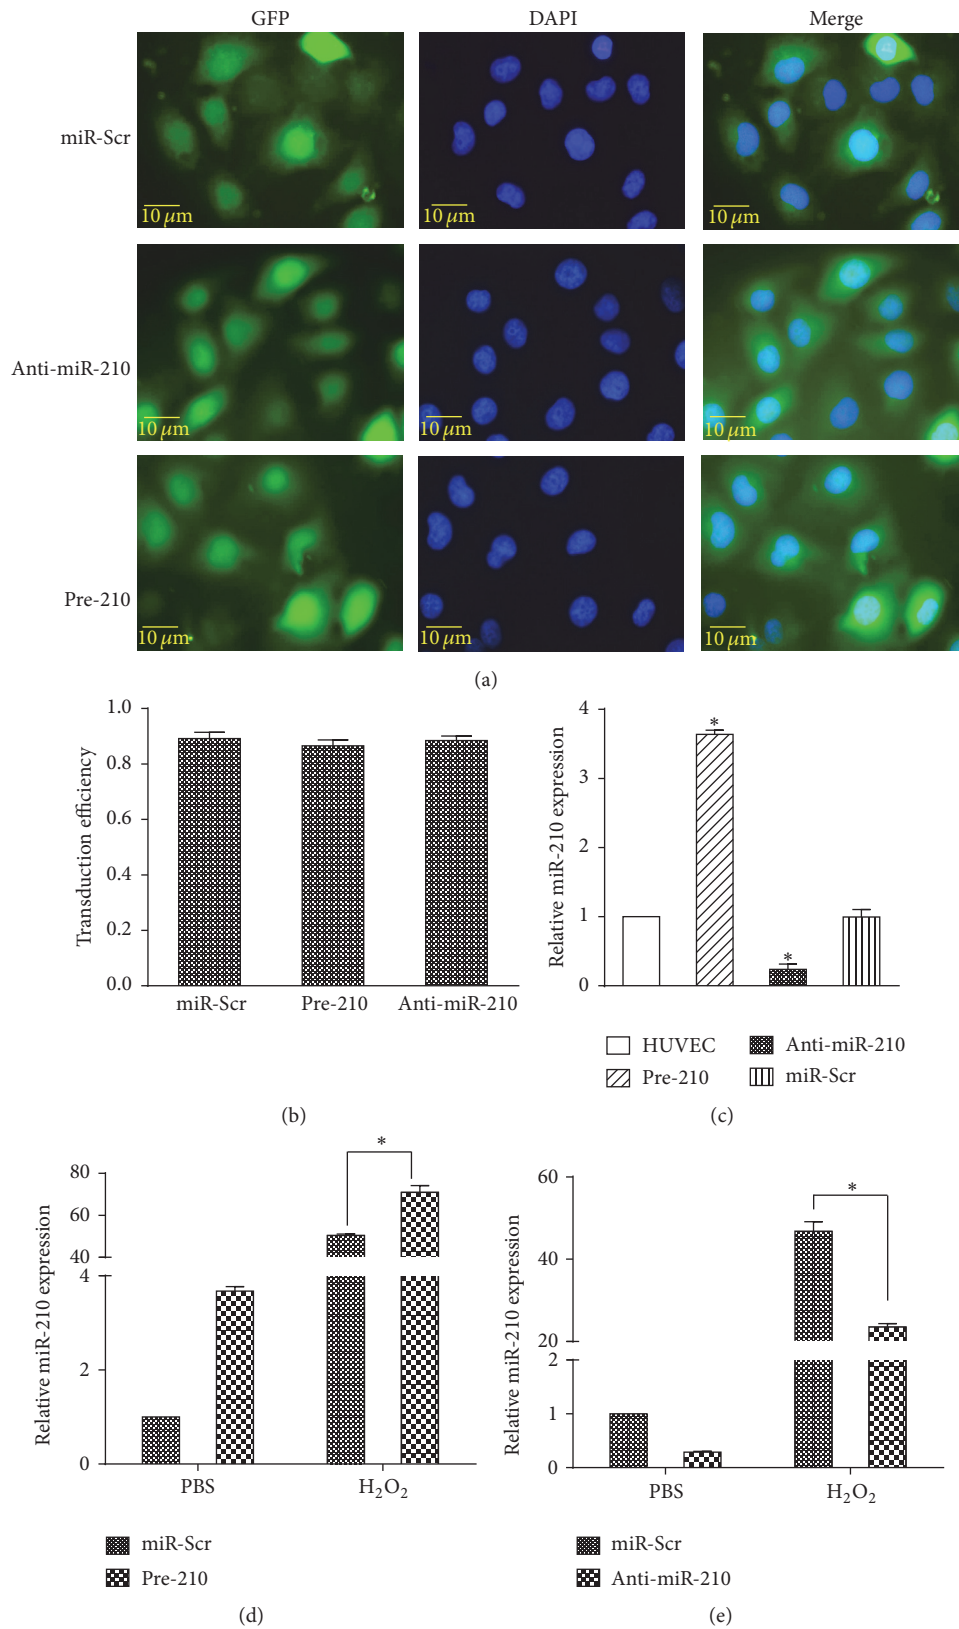 GFP DAPI Merge
miR-Scr
10 μm 10 μm 10 μm
Anti-miR-210
10 μm 10 μm 10 μm
Pre-210
10 μm 10 μm 10 μm
(a)
Transduction efficiency
1.0
0.8
0.6
0.4
0.2
0.0
miR-Scr Pre-210 Anti-miR-210
(b)
Relative miR-210 expression
4
3
2
1
0
*
*
HUVEC Anti-miR-210
Pre-210 miR-Scr
(c)
Relative miR-210 expression
80
60
40
4
2
0
*
PBS H₂O₂
miR-Scr
Pre-210
(d)
Relative miR-210 expression
60
40
20
2
1
0
*
PBS H₂O₂
miR-Scr
Anti-miR-210
(e)